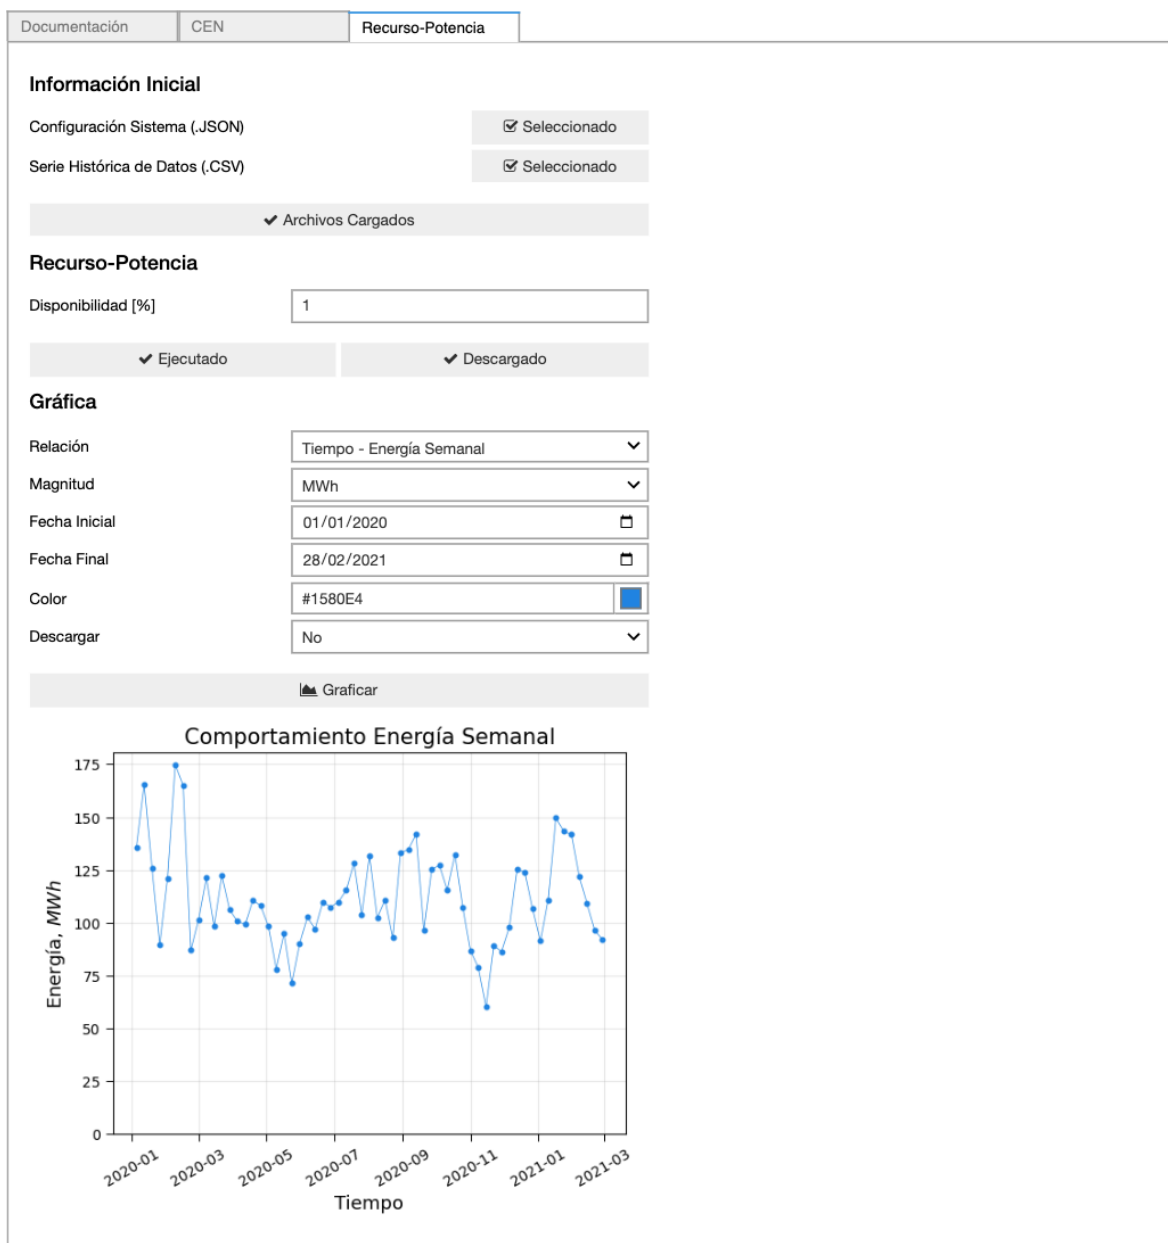 Documentación CEN Recurso-Potencia
Información Inicial
Configuración Sistema (.JSON) Seleccionado
Serie Histórica de Datos (.CSV) Seleccionado
Archivos Cargados
Recurso-Potencia
Disponibilidad [%] 1
Ejecutado Descargado
Gráfica
Relación Tiempo - Energía Semanal
Magnitud MWh
Fecha Inicial 01/01/2020
Fecha Final 28/02/2021
Color #1580E4
Descargar No
Graficar
Comportamiento Energía Semanal
175
150
125
100
75
50
25
0
Energía, MWh
2020-01 2020-03 2020-05 2020-07 2020-09 2020-11 2021-01 2021-03
Tiempo